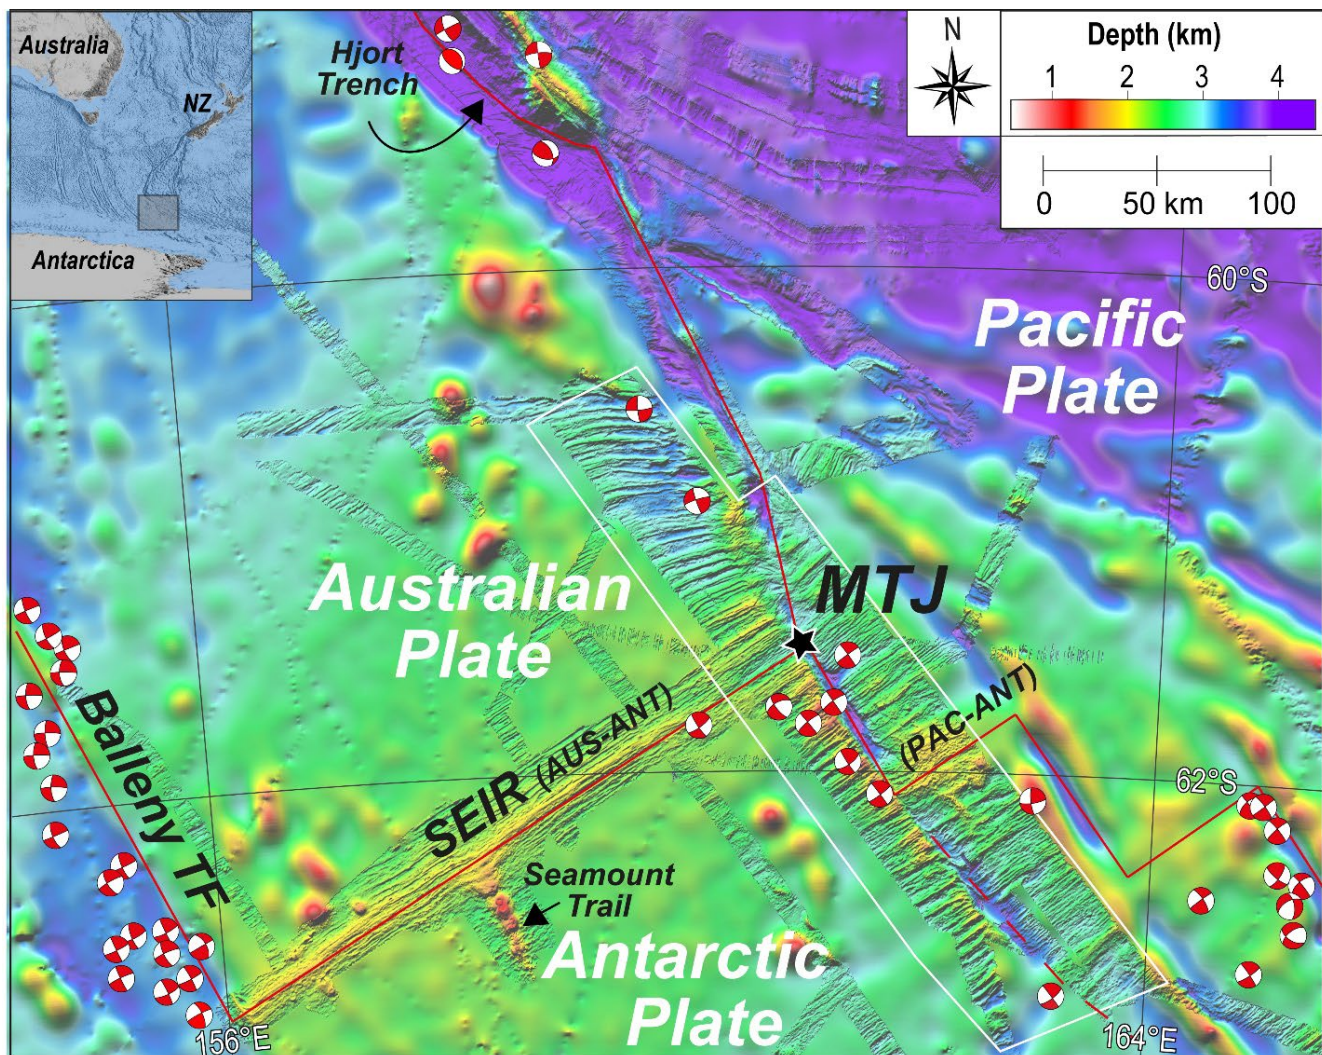 Australia
NZ
Antarctica
Hjort
Trench
N
Depth (km)
1 2 3 4
0 50 km 100
60°S
Pacific
Plate
Australian
Plate
MTJ
Balleny TF
SEIR (AUS-ANT)
(PAC-ANT)
62°S
Seamount
Trail
Antarctic
Plate
156°E
164°E